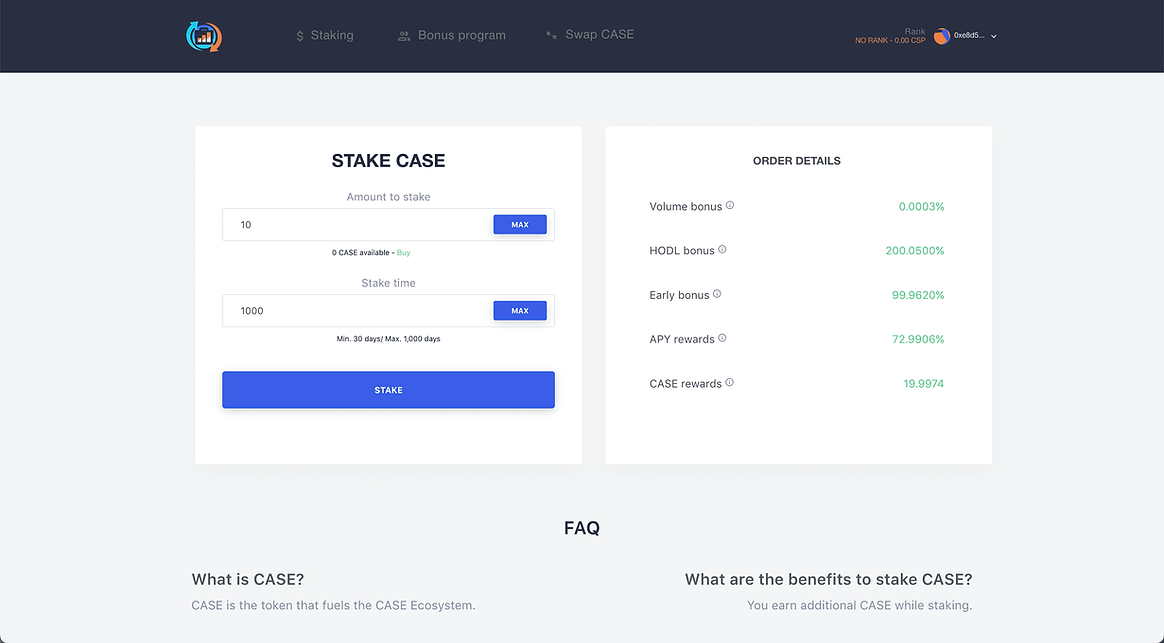 Staking
Bonus program
Swap CASE
Rank
NO RANK - 0.00 CSP
0xe8d5...
STAKE CASE
Amount to stake
10
MAX
0 CASE available - Buy
Stake time
1000
MAX
Min. 30 days/ Max. 1,000 days
STAKE
ORDER DETAILS
Volume bonus 0.0003%
HODL bonus 200.0500%
Early bonus 99.9620%
APY rewards 72.9906%
CASE rewards 19.9974
FAQ
What is CASE?
CASE is the token that fuels the CASE Ecosystem.
What are the benefits to stake CASE?
You earn additional CASE while staking.